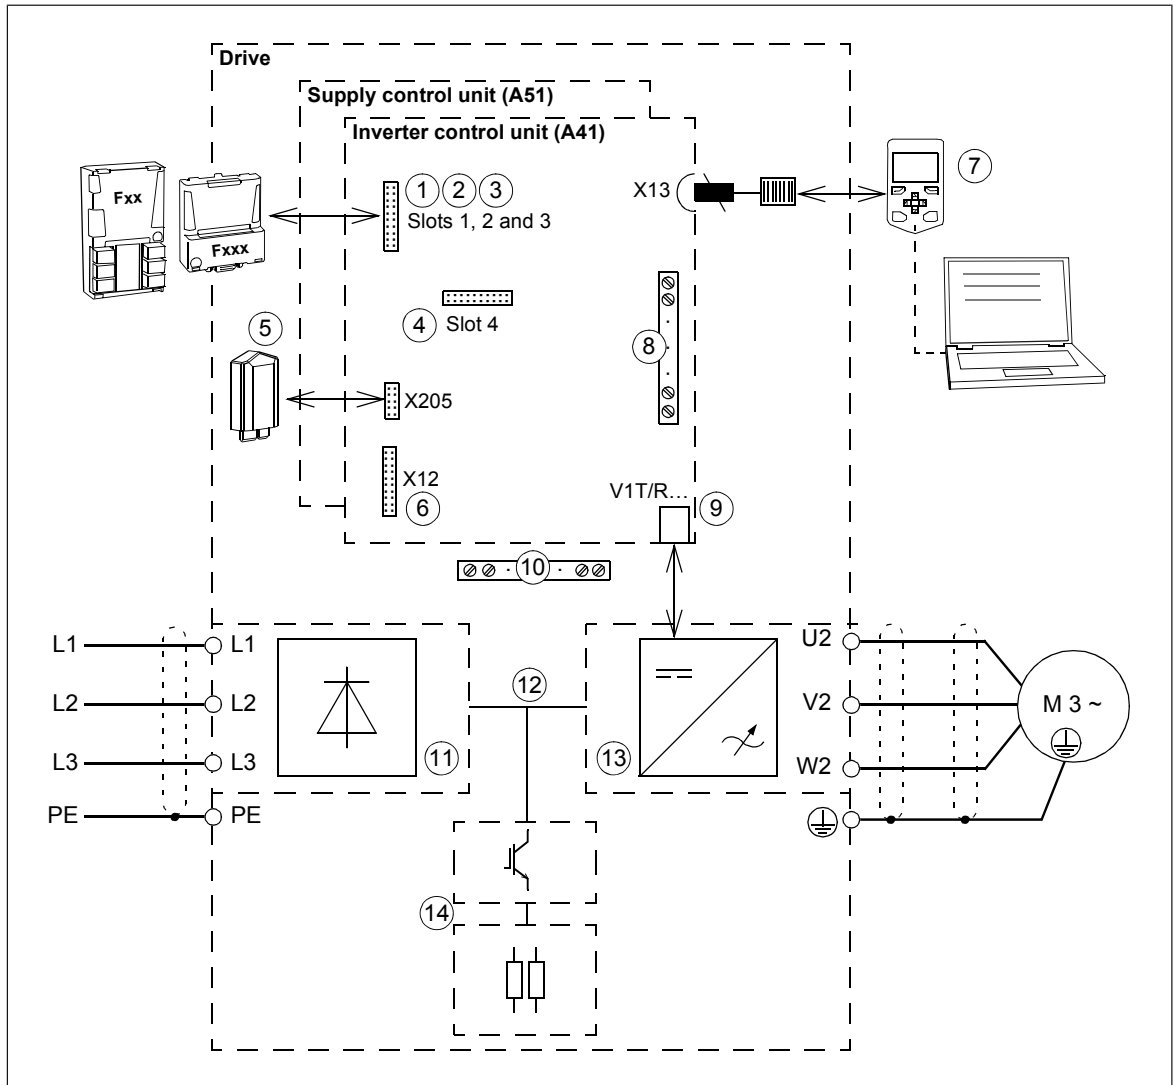 Drive
Supply control unit (A51)
Inverter control unit (A41)
Fxx
Fxxx
1 2 3
Slots 1, 2 and 3
X13
7
4 Slot 4
5
8
X205
X12
6
V1T/R...
9
10
L1 L1
L2 L2
L3 L3
PE PE
11
12
13
14
U2
V2
W2
M 3 ~